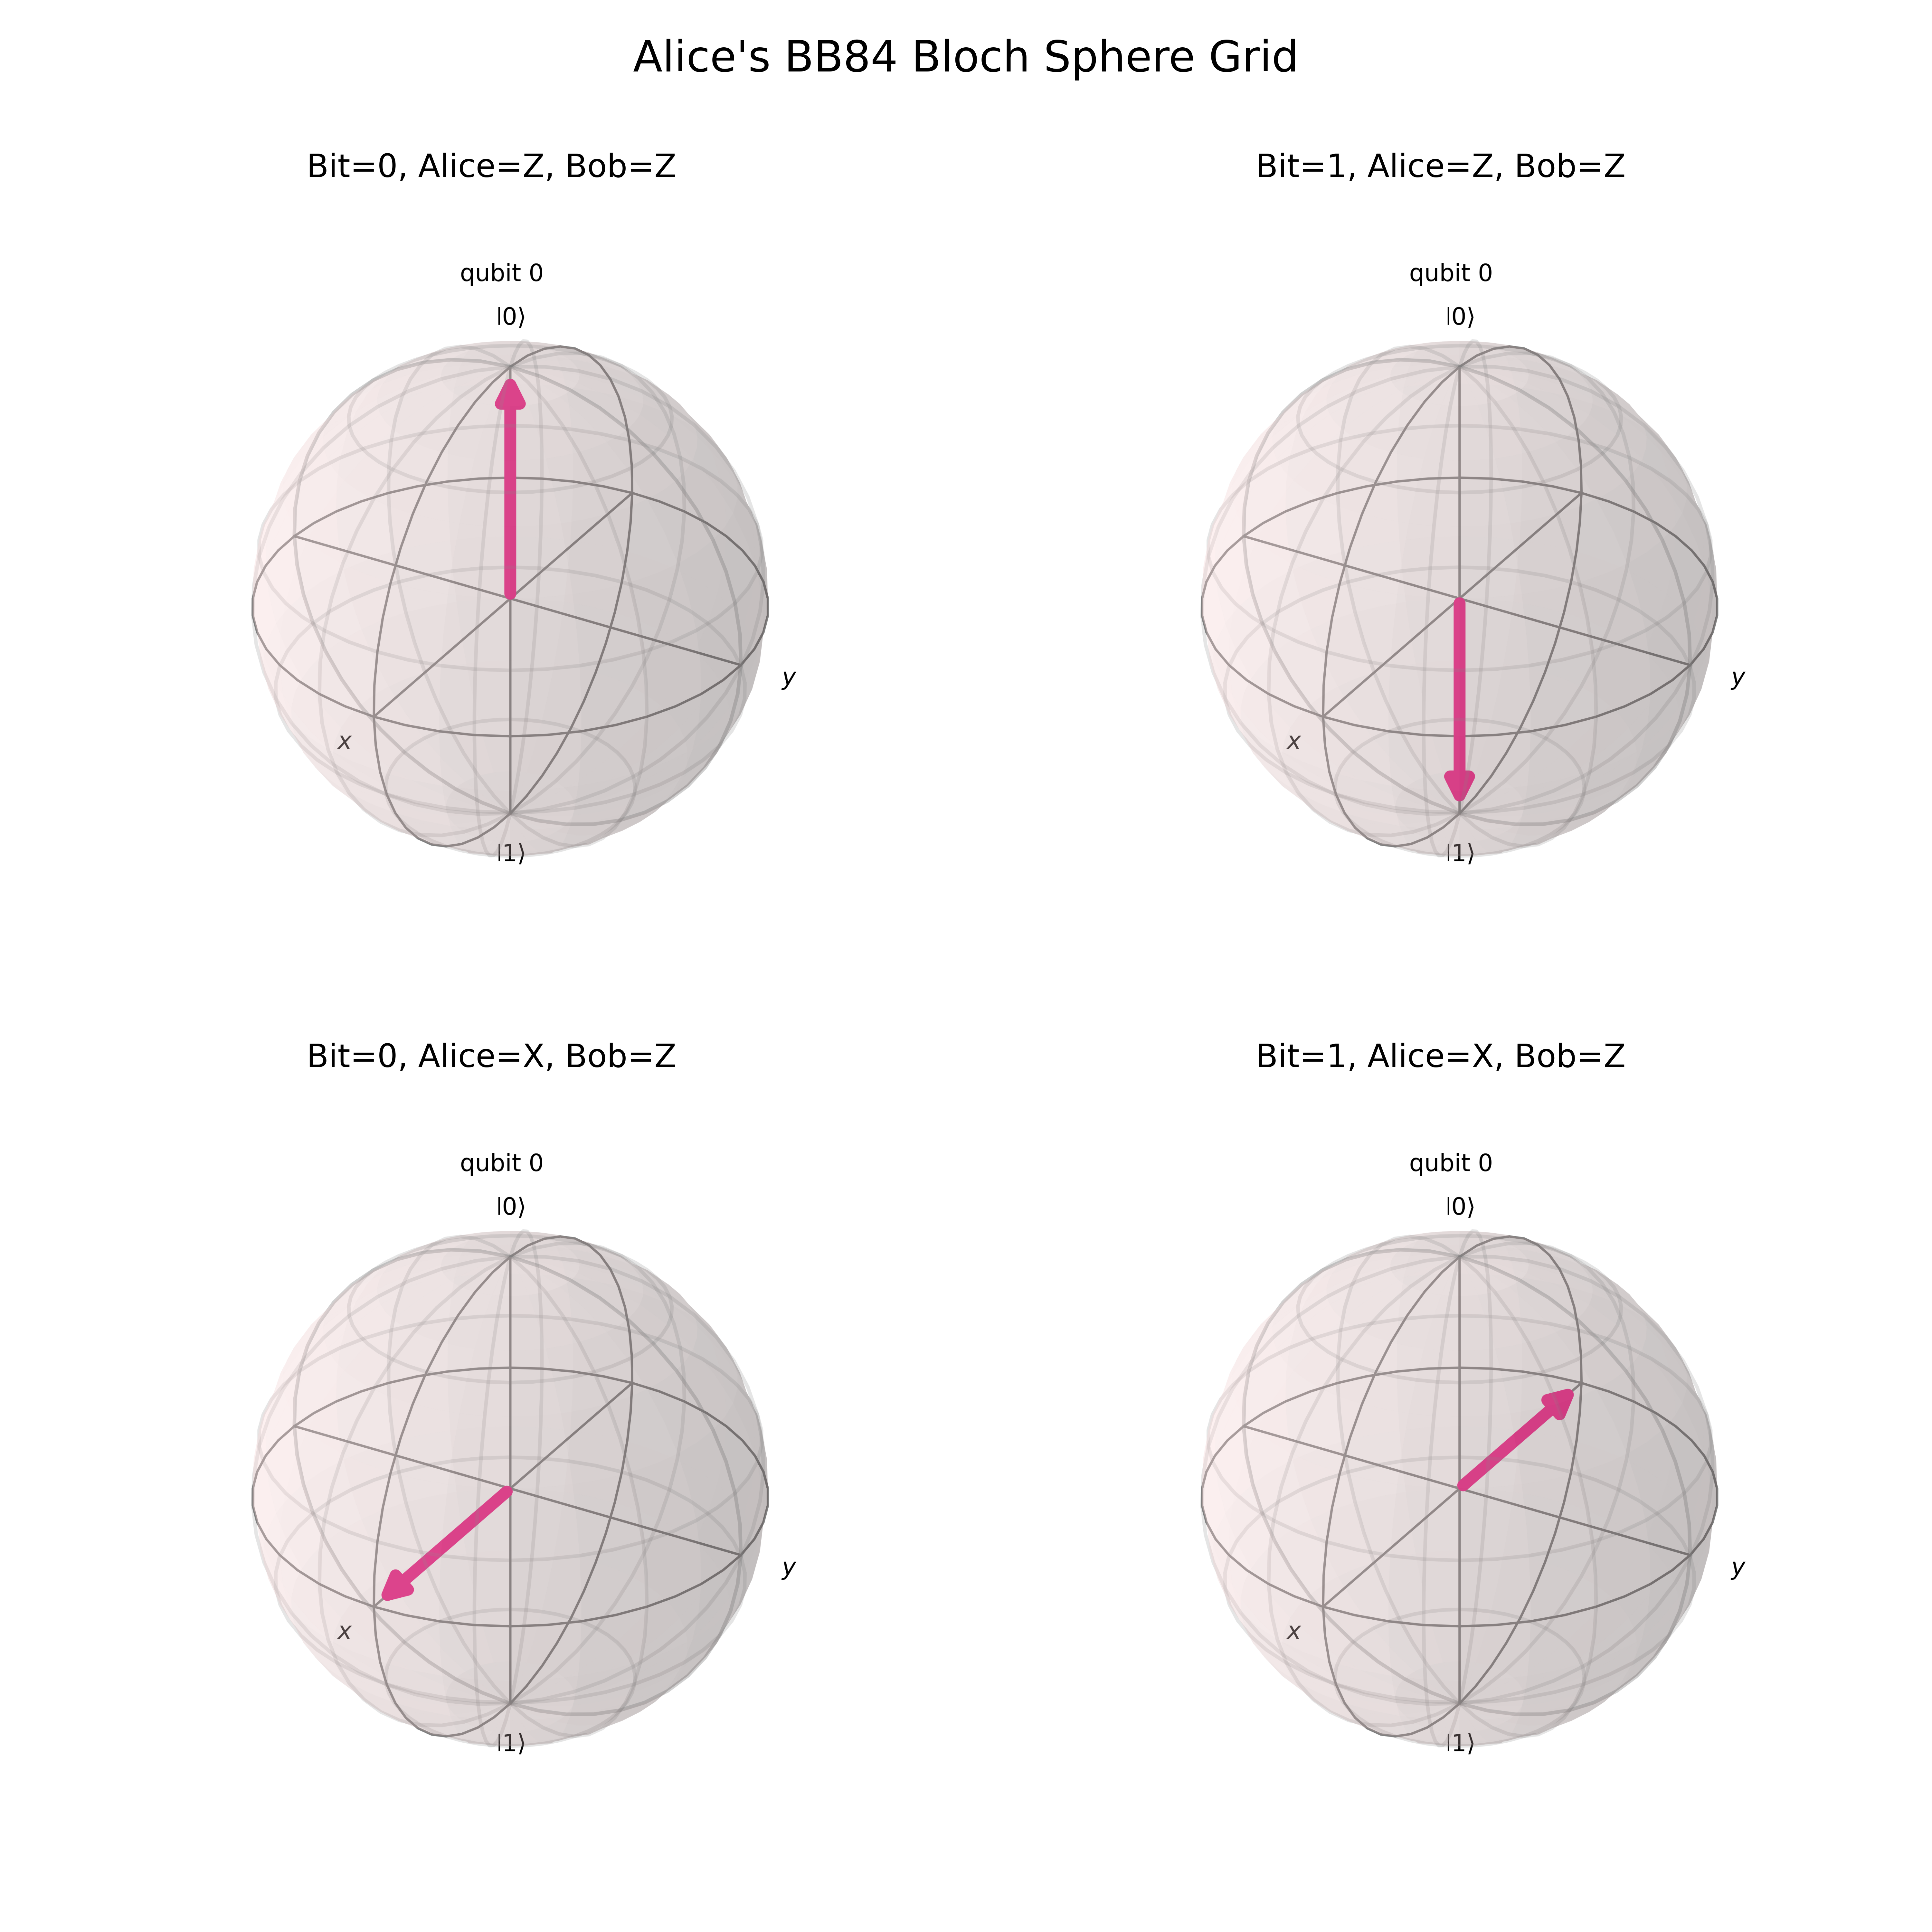 Alice's BB84 Bloch Sphere Grid
Bit=0, Alice=Z, Bob=Z
qubit 0
|0⟩
y
x
|1⟩
Bit=1, Alice=Z, Bob=Z
qubit 0
|0⟩
y
x
|1⟩
Bit=0, Alice=X, Bob=Z
qubit 0
|0⟩
y
x
|1⟩
Bit=1, Alice=X, Bob=Z
qubit 0
|0⟩
y
x
|1⟩